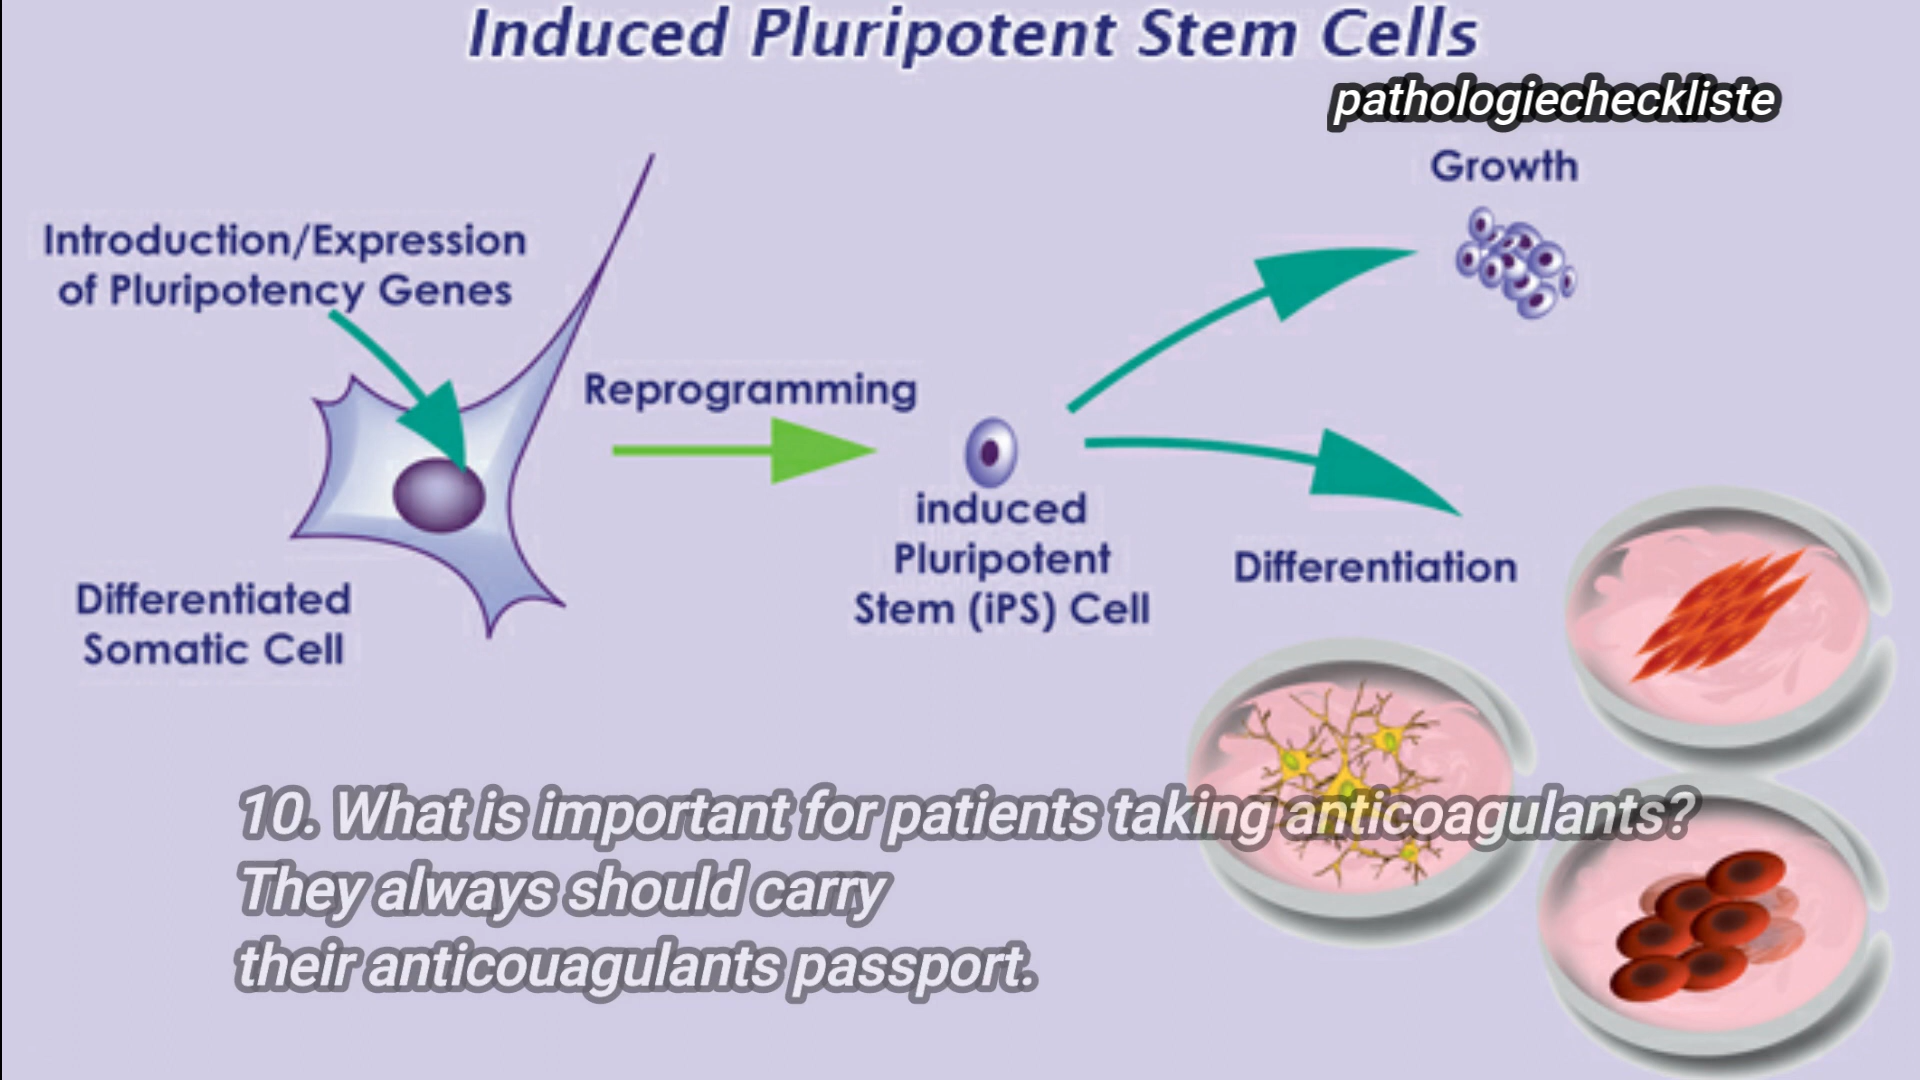 Induced Pluripotent Stem Cells
pathologiecheckliste
Growth
Introduction/Expression
of Pluripotency Genes
Reprogramming
induced
Pluripotent
Stem (iPS) Cell
Differentiation
Differentiated
Somatic Cell
10. What is important for patients taking anticoagulants?
They always should carry
their anticouagulants passport.